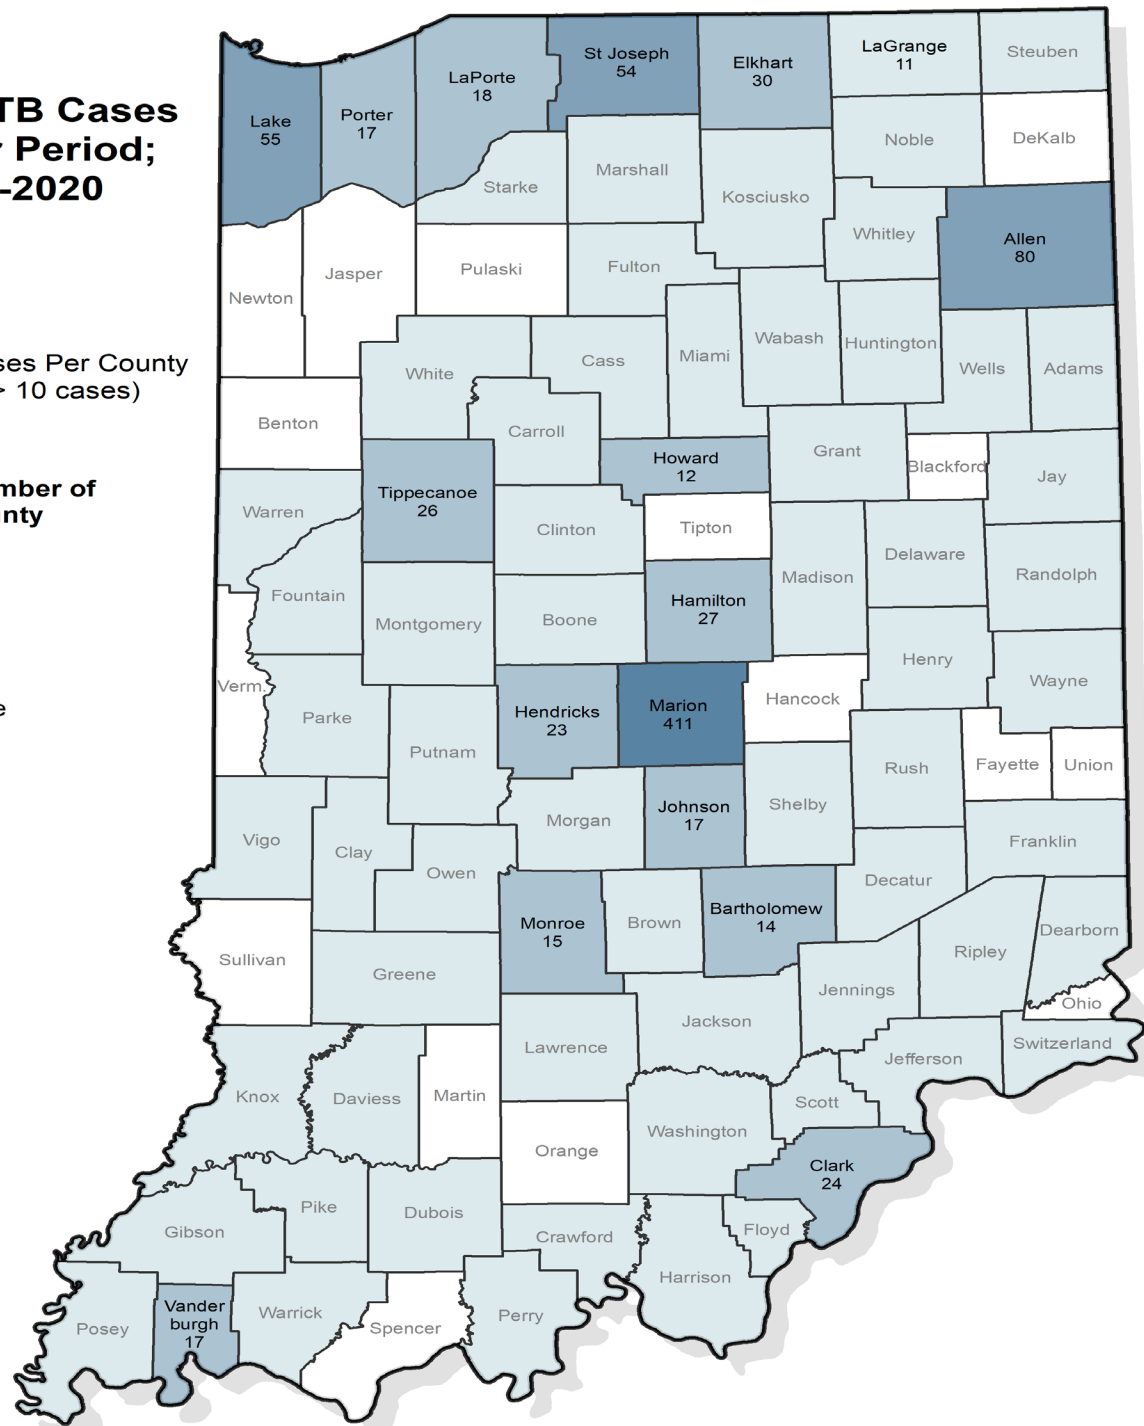 TB Cases
Period;
-2020
ses Per County
> 10 cases)
mber of
unty
e
Lake
55
Porter
17
LaPorte
18
St Joseph
54
Elkhart
30
LaGrange
11
Steuben
Noble
DeKalb
Starke
Marshall
Kosciusko
Whitley
Allen
80
Newton
Jasper
Pulaski
Fulton
White
Cass
Miami
Wabash
Huntington
Wells
Adams
Benton
Carroll
Howard
12
Grant
Blackford
Jay
Warren
Tippecanoe
26
Clinton
Tipton
Madison
Delaware
Randolph
Fountain
Montgomery
Boone
Hamilton
27
Henry
Wayne
Verm.
Parke
Putnam
Hendricks
23
Marion
411
Hancock
Rush
Fayette
Union
Vigo
Clay
Owen
Morgan
Johnson
17
Shelby
Decatur
Franklin
Sullivan
Greene
Monroe
15
Brown
Bartholomew
14
Jennings
Ripley
Dearborn
Ohio
Knox
Daviess
Martin
Lawrence
Jackson
Jefferson
Switzerland
Orange
Washington
Scott
Clark
24
Gibson
Pike
Dubois
Crawford
Floyd
Harrison
Posey
Vander
burgh
17
Warrick
Spencer
Perry